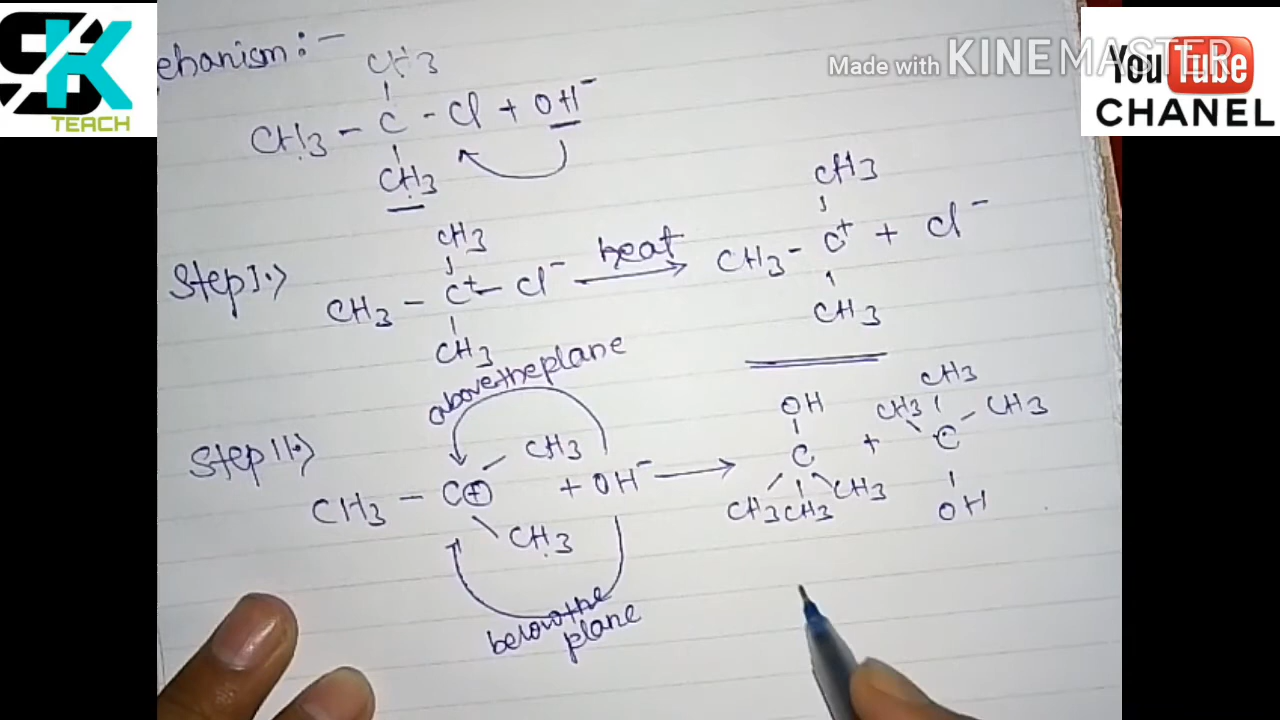 SK
TEACH
Made with KINEMASTER
YouTube
CHANEL
echanism:-
CH3
CH3 - C - Cl + OH-
CH3
Step I.)
CH3
CH3 - C+ - Cl- heat CH3 - C+ + Cl-
CH3
CH3
CH3
above the plane
Step II.)
CH3 - C+ + OH-
CH3
CH3
below the
plane
OH
C
CH3 CH3 CH3
+
CH3 CH3 CH3
C
OH